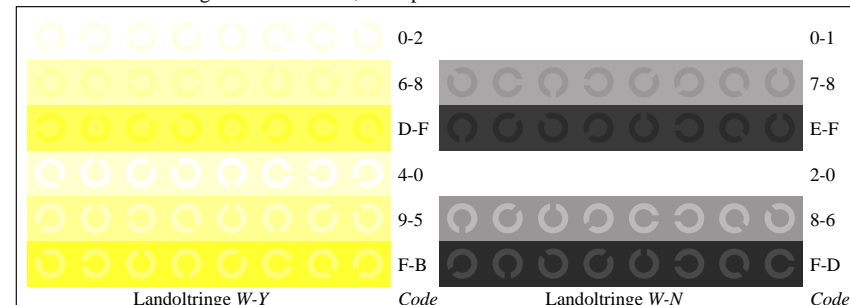 0-2 0-1
6-8 7-8
D-F E-F
4-0 2-0
9-5 8-6
F-B F-D
Landoltringe W-Y Code Landoltringe W-N Code